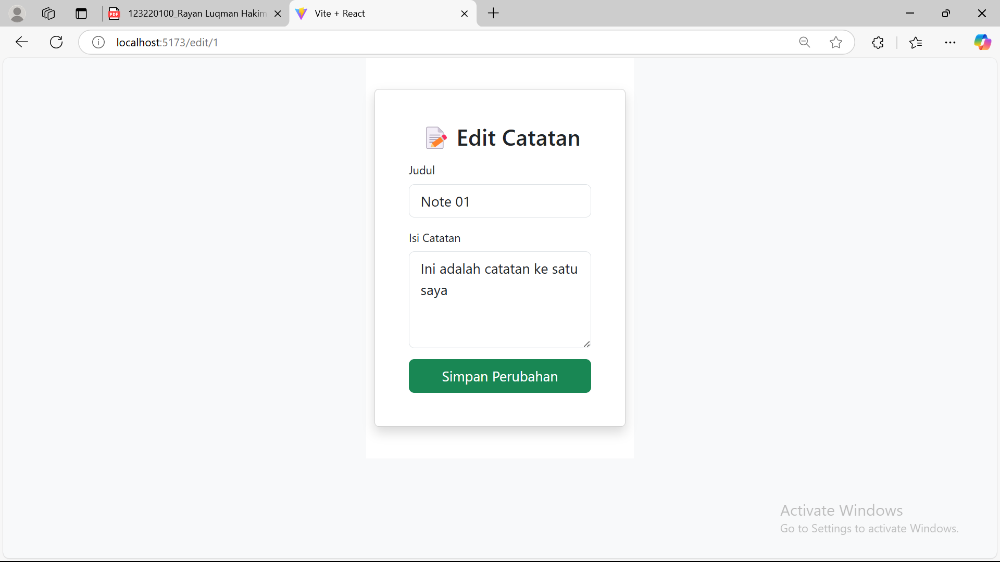 123220100_Rayan Luqman Hakim
Vite + React
localhost:5173/edit/1
Edit Catatan
Judul
Note 01
Isi Catatan
Ini adalah catatan ke satu
saya
Simpan Perubahan
Activate Windows
Go to Settings to activate Windows.